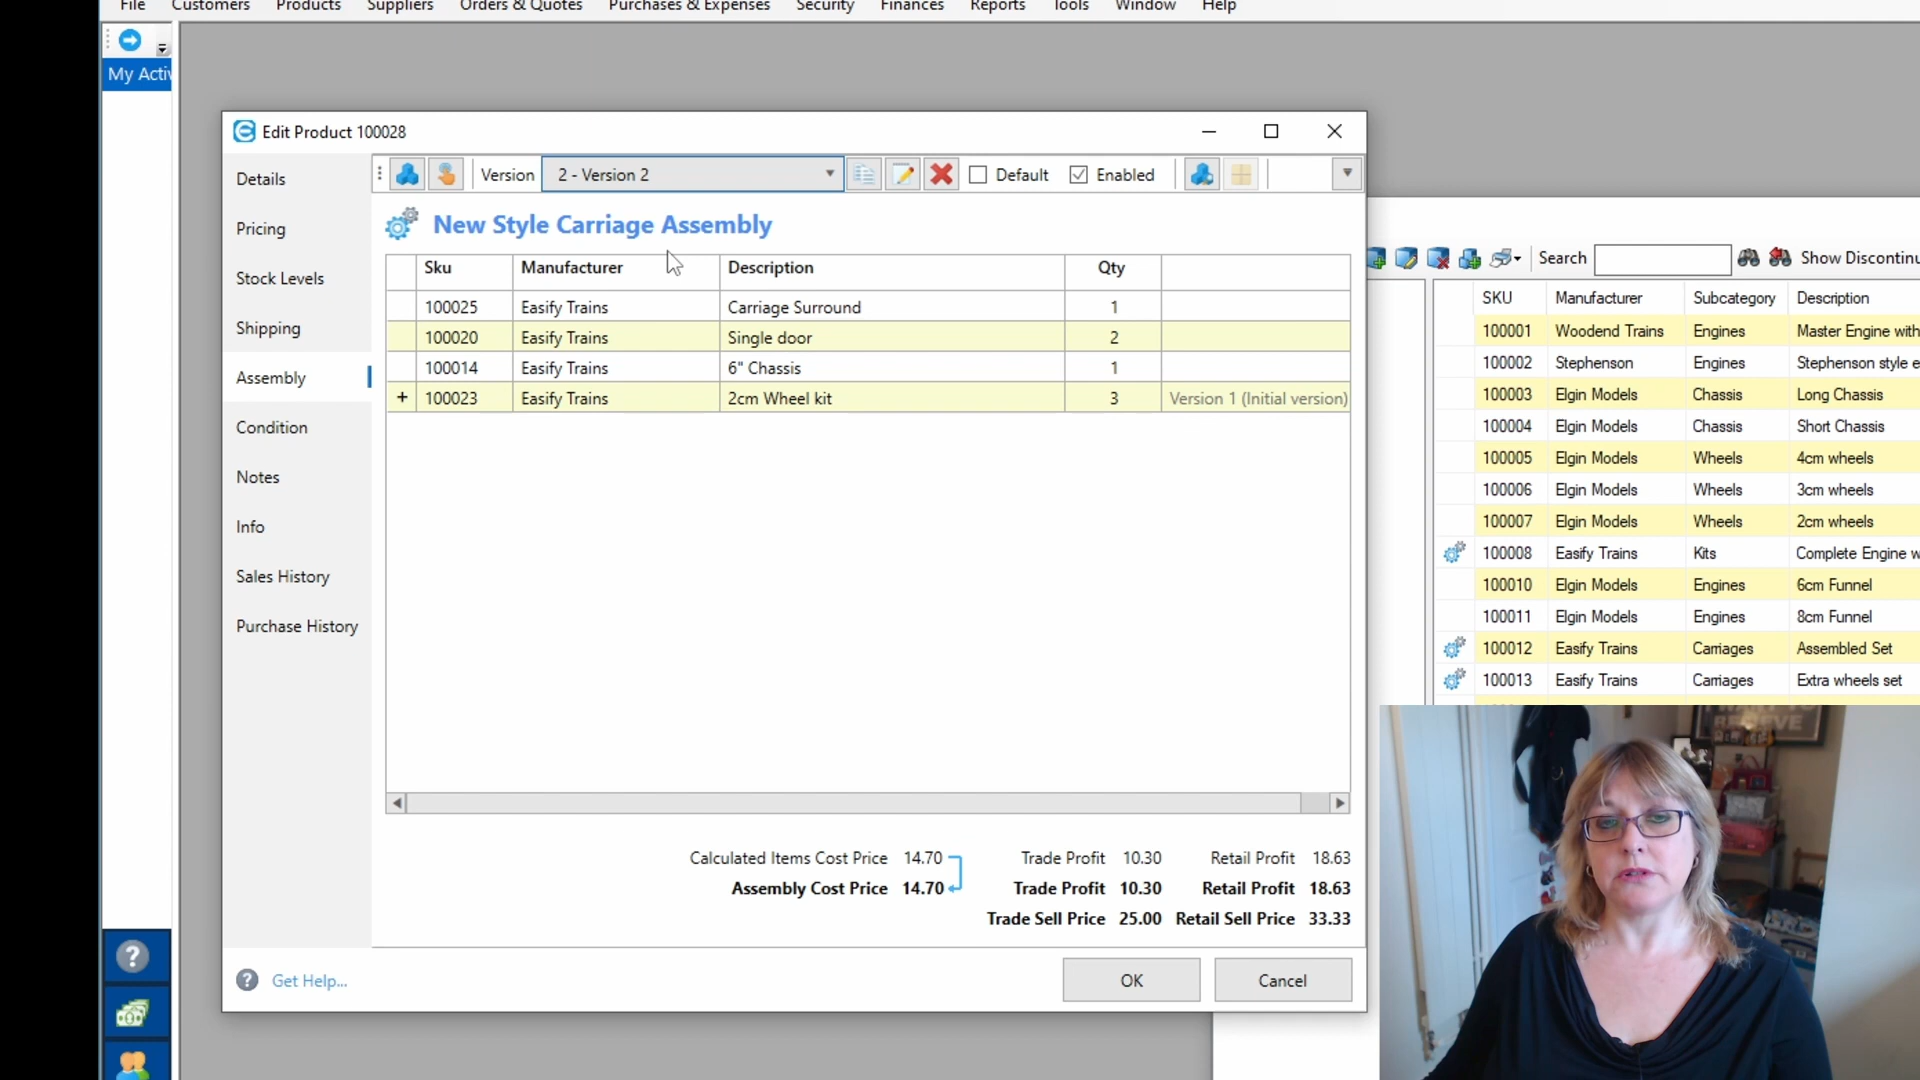 File Customers Products Suppliers Orders & Quotes Purchases & Expenses Security Finances Reports Tools Window Help
My Activ
Edit Product 100028
Version 2 - Version 2 Default Enabled
New Style Carriage Assembly
Details
Pricing
Stock Levels
Shipping
Assembly
Condition
Notes
Info
Sales History
Purchase History
Sku Manufacturer Description Qty
100025 Easify Trains Carriage Surround 1
100020 Easify Trains Single door 2
100014 Easify Trains 6" Chassis 1
+ 100023 Easify Trains 2cm Wheel kit 3 Version 1 (Initial version)
Calculated Items Cost Price 14.70 Trade Profit 10.30 Retail Profit 18.63
Assembly Cost Price 14.70 Trade Profit 10.30 Retail Profit 18.63
Trade Sell Price 25.00 Retail Sell Price 33.33
? Get Help... OK Cancel
Search Show Discontinu
SKU Manufacturer Subcategory Description
100001 Woodend Trains Engines Master Engine with
100002 Stephenson Engines Stephenson style e
100003 Elgin Models Chassis Long Chassis
100004 Elgin Models Chassis Short Chassis
100005 Elgin Models Wheels 4cm wheels
100006 Elgin Models Wheels 3cm wheels
100007 Elgin Models Wheels 2cm wheels
100008 Easify Trains Kits Complete Engine w
100010 Elgin Models Engines 6cm Funnel
100011 Elgin Models Engines 8cm Funnel
100012 Easify Trains Carriages Assembled Set
100013 Easify Trains Carriages Extra wheels set
?